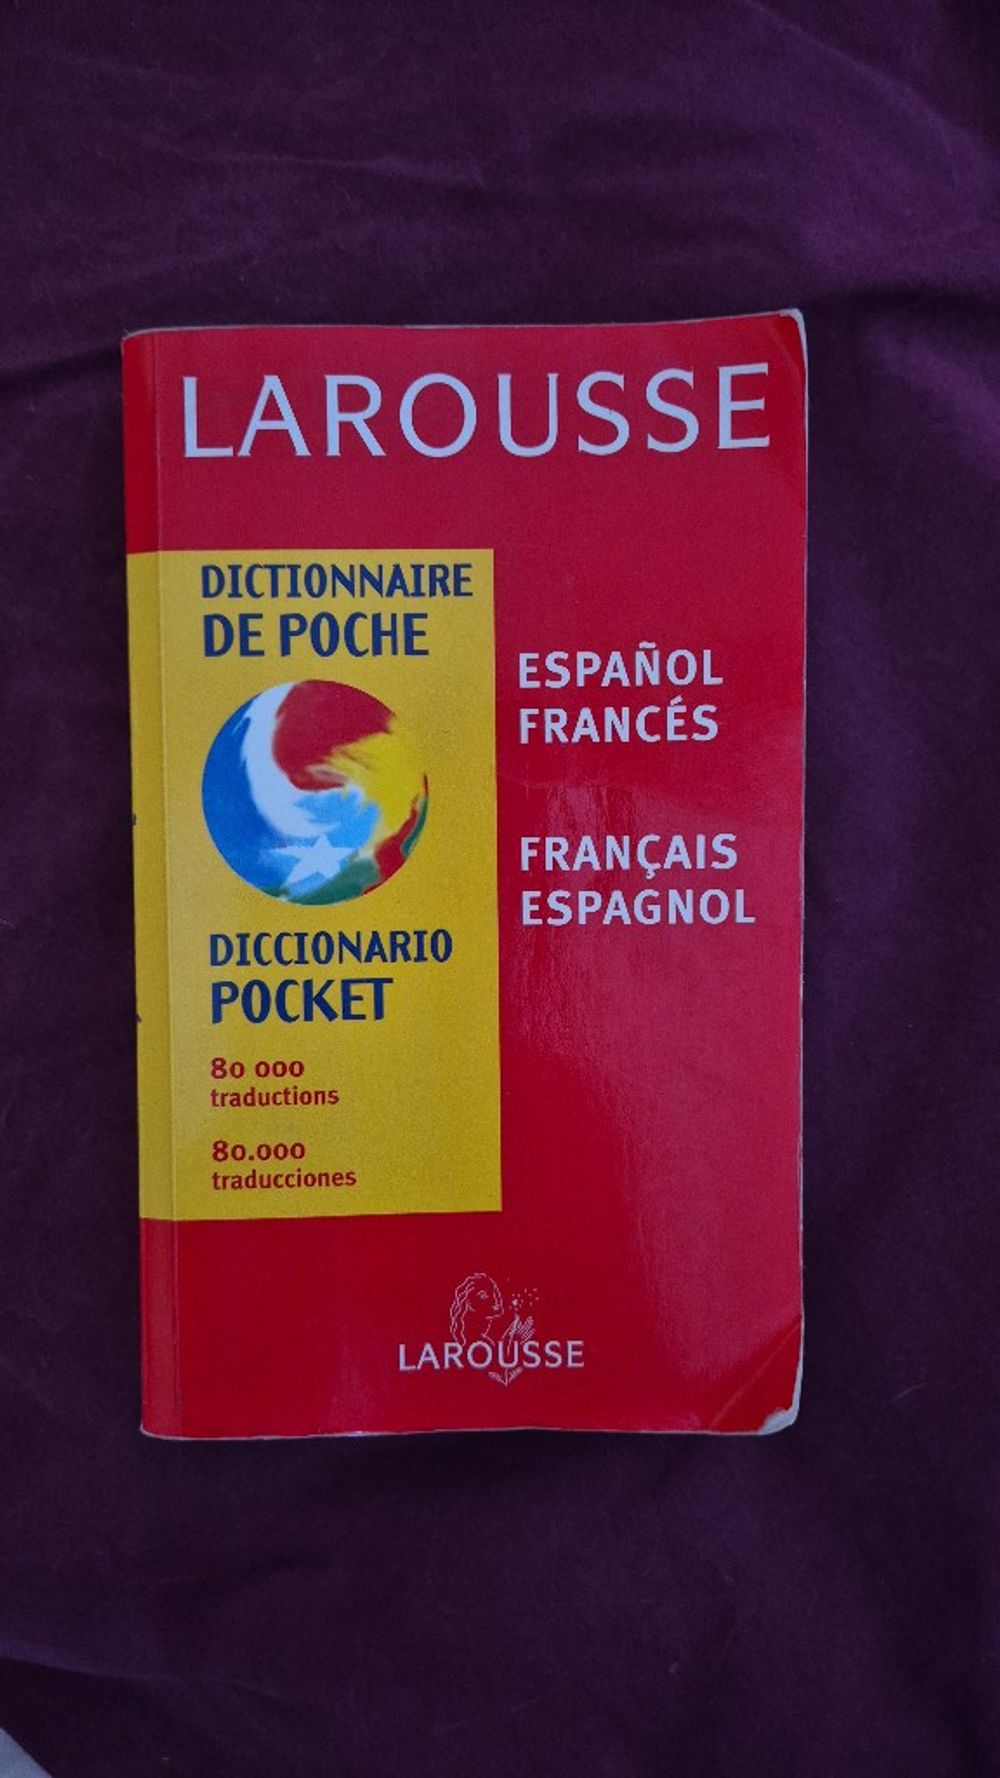 LAROUSSE
DICTIONNAIRE
DE POCHE
DICCIONARIO
POCKET
80 000
traductions
80.000
traducciones
ESPAÑOL
FRANCÉS
FRANÇAIS
ESPAGNOL
LAROUSSE